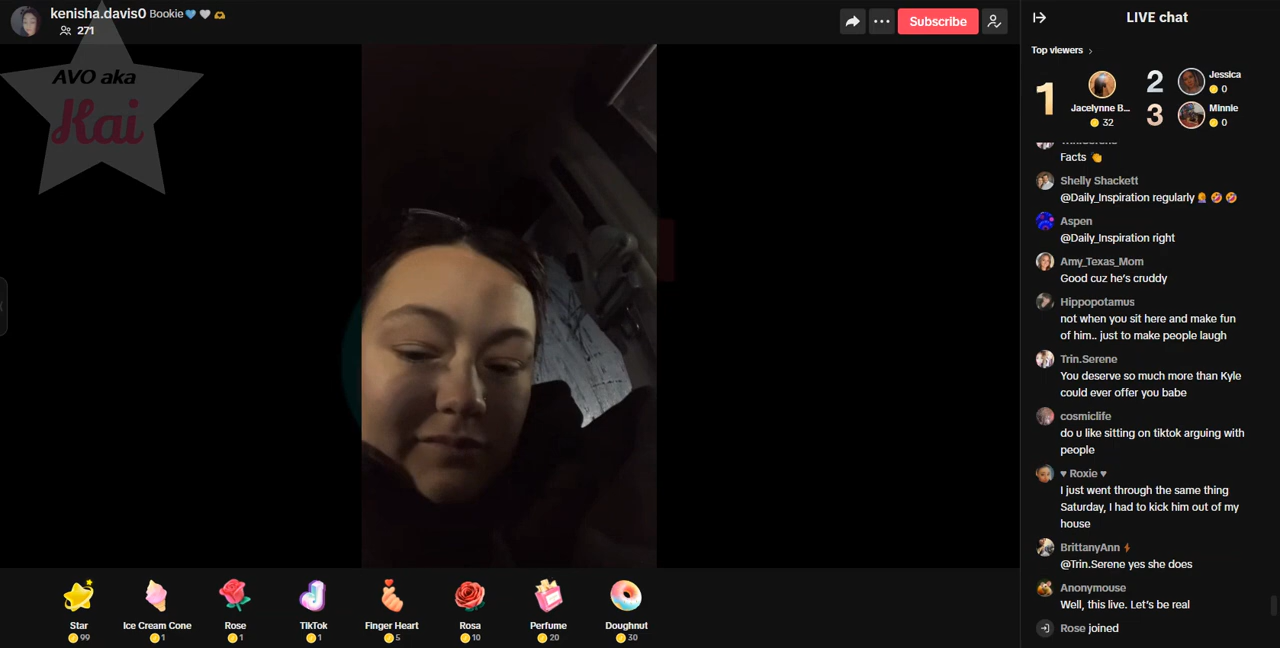 kenisha.davis0 Bookie💙🤍🫶
271
Subscribe
AVO aka
Kai
LIVE chat
Top viewers >
1
Jacelynne B...
32
2
Jessica
0
3
Minnie
0
Facts 👏
Shelly Shackett
@Daily_Inspiration regularly 🤦‍♀️ 🤣 🤣
Aspen
@Daily_Inspiration right
Amy_Texas_Mom
Good cuz he's cruddy
Hippopotamus
not when you sit here and make fun
of him.. just to make people laugh
Trin.Serene
You deserve so much more than Kyle
could ever offer you babe
cosmiclife
do u like sitting on tiktok arguing with
people
♥ Roxie ♥
I just went through the same thing
Saturday, I had to kick him out of my
house
BrittanyAnn ⚡
@Trin.Serene yes she does
Anonymouse
Well, this live. Let's be real
Rose joined
Star
99
Ice Cream Cone
1
Rose
1
TikTok
1
Finger Heart
5
Rosa
10
Perfume
20
Doughnut
30